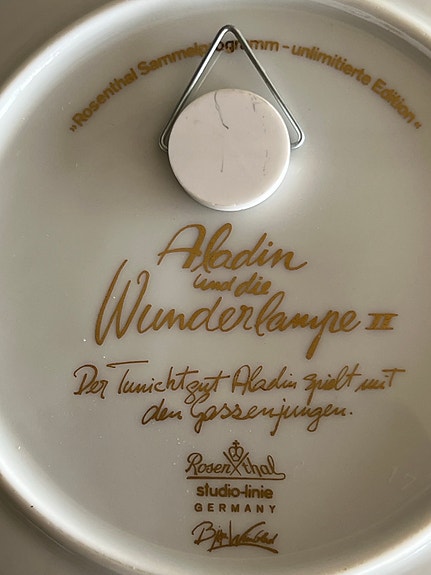 „Rosenthal Sammelprogramm - unlimitierte Edition“
Aladin
und die
Wunderlampe II
Der Tunichtgut Aladin spielt mit
den Gassenjungen.
Rosenthal
studio-linie
GERMANY